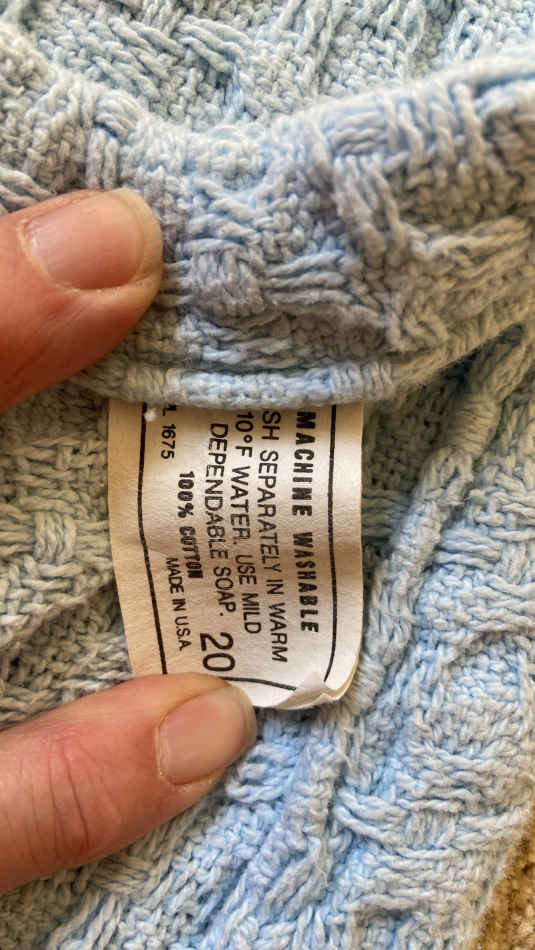 MACHINE WASHABLE
SH SEPARATELY IN WARM
10°F WATER. USE MILD
DEPENDABLE SOAP. 20
100% COTTON
L 1675 MADE IN U.S.A.